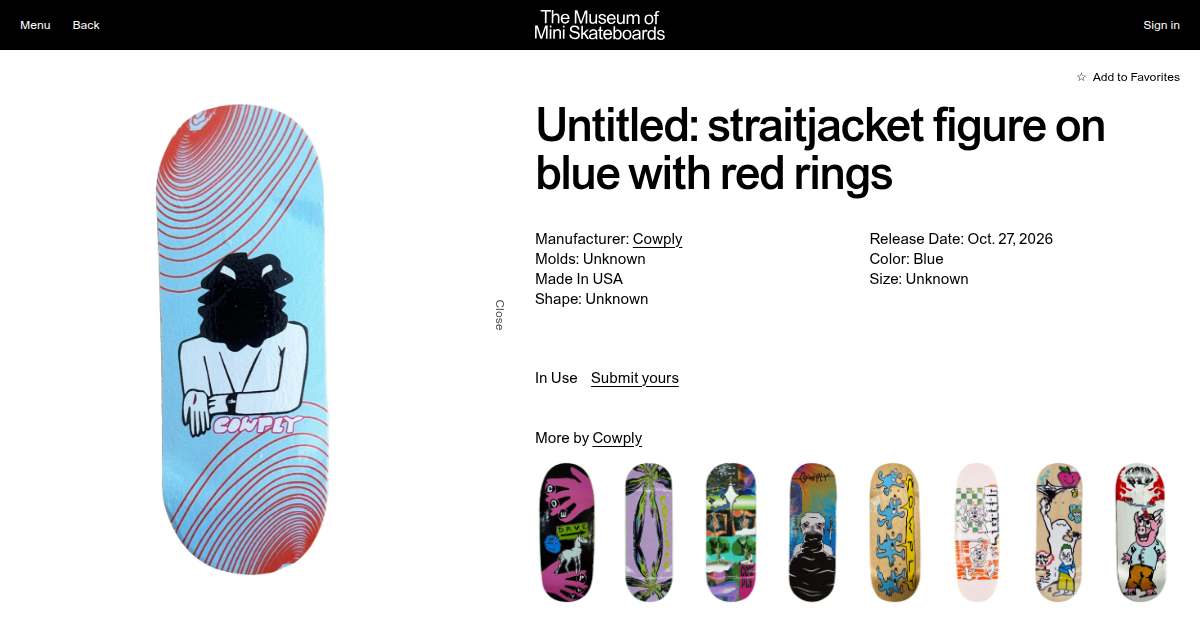 Menu
Back
The Museum of
Mini Skateboards
Sign in
☆ Add to Favorites
Untitled: straitjacket figure on
blue with red rings
Manufacturer: Cowply
Molds: Unknown
Made In USA
Shape: Unknown
Release Date: Oct. 27, 2026
Color: Blue
Size: Unknown
Close
COWPLY
In Use
Submit yours
More by Cowply